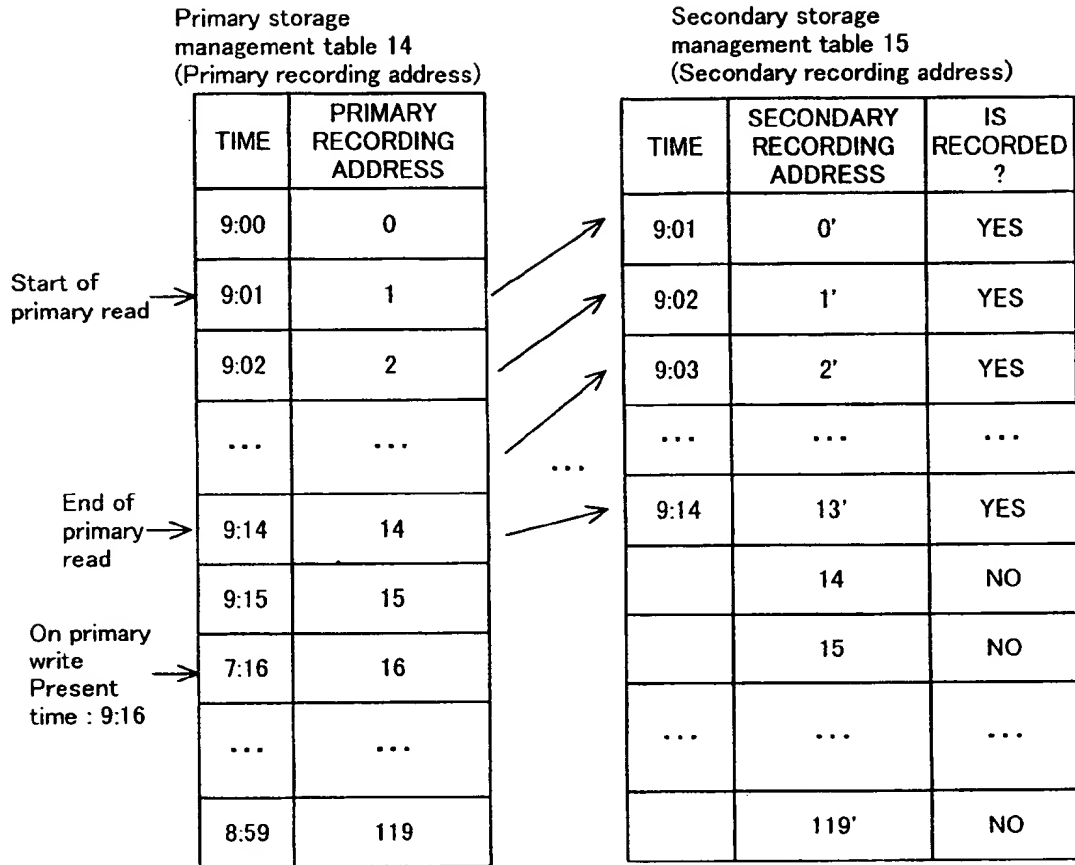 Primary storage
management table 14
(Primary recording address)
TIME
PRIMARY
RECORDING
ADDRESS
9:00 0
Start of
primary read
9:01 1
9:02 2
... ...
End of
primary
read
9:14 14
9:15 15
On primary
write
Present
time : 9:16
7:16 16
... ...
8:59 119
...
Secondary storage
management table 15
(Secondary recording address)
TIME
SECONDARY
RECORDING
ADDRESS
IS
RECORDED
?
9:01 0' YES
9:02 1' YES
9:03 2' YES
... ... ...
9:14 13' YES
14 NO
15 NO
... ... ...
119' NO